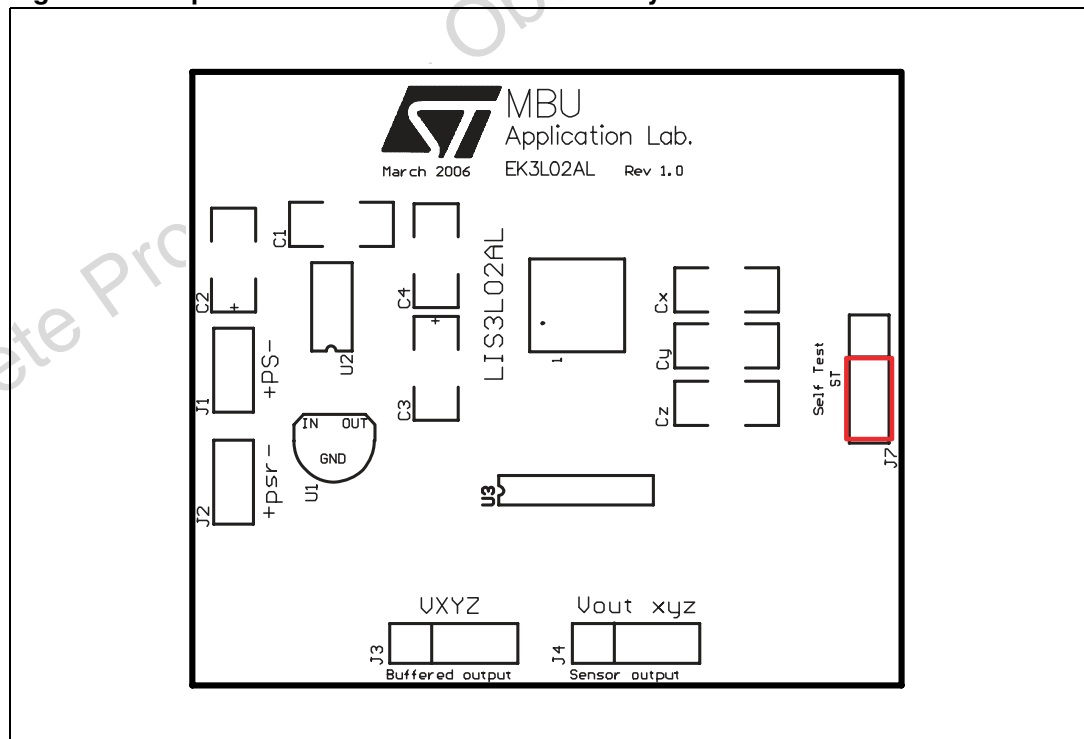 MBU
Application Lab.
March 2006 EK3L02AL Rev 1.0
C1
C2
+
U2
C4
+
C3
LIS3L02AL
1
Cx
Cy
Cz
Self Test
ST
J7
J1
+PS-
J2
+psr-
IN OUT
GND
U1
U3
VXYZ
J3
Buffered output
Vout xyz
J4
Sensor output